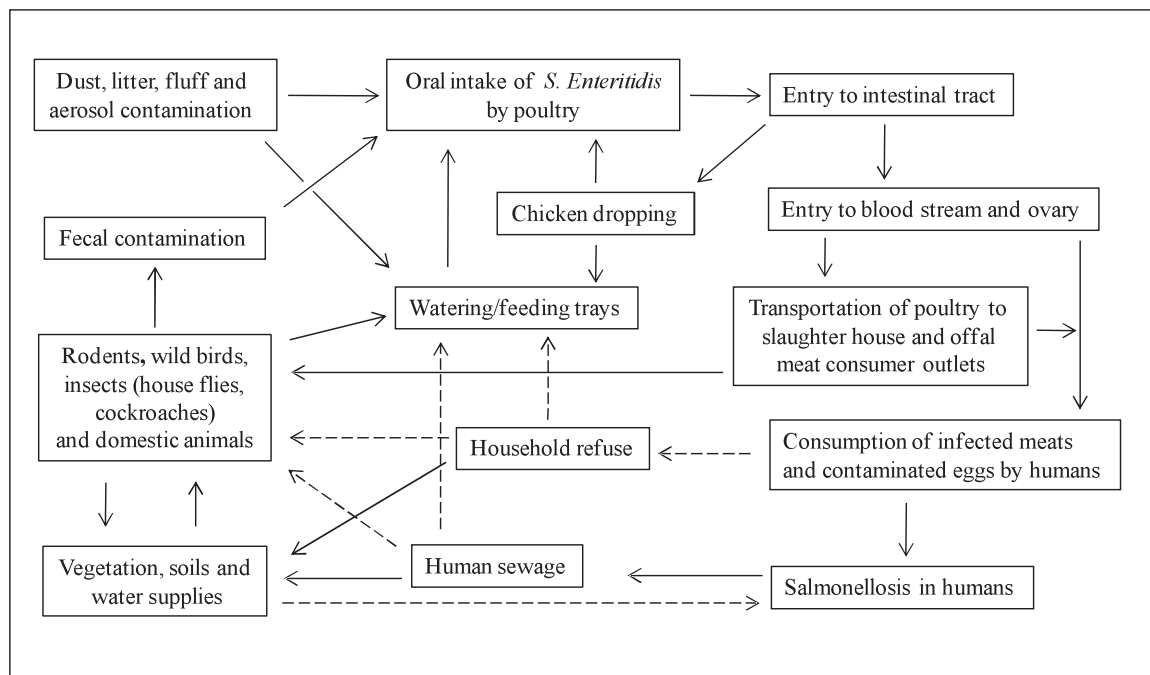 Dust, litter, fluff and
aerosol contamination
Oral intake of S. Enteritidis
by poultry
Entry to intestinal tract
Chicken dropping
Entry to blood stream and ovary
Fecal contamination
Watering/feeding trays
Transportation of poultry to
slaughter house and offal
meat consumer outlets
Rodents, wild birds,
insects (house flies,
cockroaches)
and domestic animals
Household refuse
Consumption of infected meats
and contaminated eggs by humans
Vegetation, soils and
water supplies
Human sewage
Salmonellosis in humans